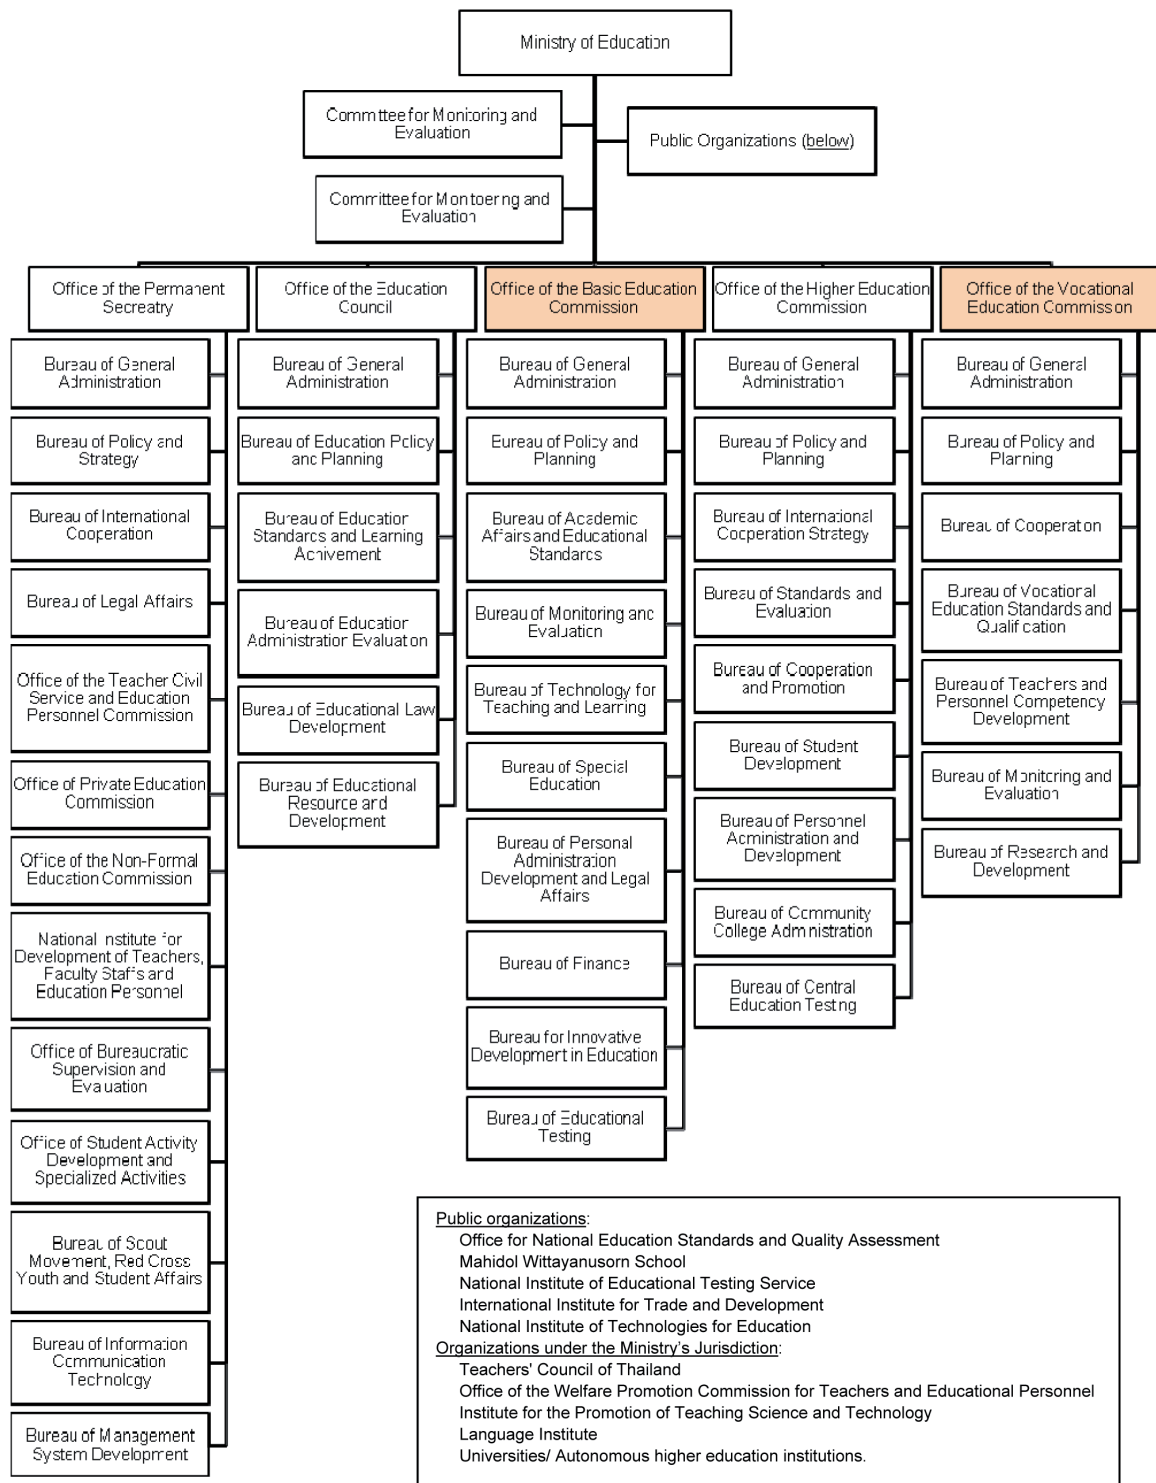 Ministry of Education
Committee for Monitoring and
Evaluation
Public Organizations (below)
Committee for Montoering and
Evaluation
Office of the Permanent
Secreatry
Office of the Education
Council
Office of the Basic Education
Commission
Office of the Higher Education
Commission
Office of the Vocational
Education Commission
Bureau of General
Administration
Bureau of Policy and
Strategy
Bureau of International
Cooperation
Bureau of Legal Affairs
Office of the Teacher Civil
Service and Education
Personnel Commission
Office of Private Education
Commission
Office of the Non-Formal
Education Commission
National Institute for
Development of Teachers,
Faculty Staffs and
Education Personnel
Office of Bureaucratic
Supervision and
Evaluation
Office of Student Activity
Development and
Specialized Activities
Bureau of Scout
Movement, Red Cross
Youth and Student Affairs
Bureau of Information
Communication
Technology
Bureau of Management
System Development
Bureau of General
Administration
Bureau of Education Policy
and Planning
Bureau of Education
Standards and Learning
Achivement
Bureau of Education
Administration Evaluation
Bureau of Educational Law
Development
Bureau of Educational
Resource and
Development
Bureau of General
Administration
Bureau of Policy and
Planning
Bureau of Academic
Affairs and Educational
Standards
Bureau of Monitoring and
Evaluation
Bureau of Technology for
Teaching and Learning
Bureau of Special
Education
Bureau of Personal
Administration
Development and Legal
Affairs
Bureau of Finance
Bureau for Innovative
Development in Education
Bureau of Educational
Testing
Bureau of General
Administration
Bureau of Policy and
Planning
Bureau of International
Cooperation Strategy
Bureau of Standards and
Evaluation
Bureau of Cooperation
and Promotion
Bureau of Student
Development
Bureau of Personnel
Administration and
Development
Bureau of Community
College Administration
Bureau of Central
Education Testing
Bureau of General
Administration
Bureau of Policy and
Planning
Bureau of Cooperation
Bureau of Vocational
Education Standards and
Qualification
Bureau of Teachers and
Personnel Competency
Development
Bureau of Monitoring and
Evaluation
Bureau of Research and
Development
Public organizations:
Office for National Education Standards and Quality Assessment
Mahidol Wittayanusorn School
National Institute of Educational Testing Service
International Institute for Trade and Development
National Institute of Technologies for Education
Organizations under the Ministry's Jurisdiction:
Teachers' Council of Thailand
Office of the Welfare Promotion Commission for Teachers and Educational Personnel
Institute for the Promotion of Teaching Science and Technology
Language Institute
Universities/ Autonomous higher education institutions.